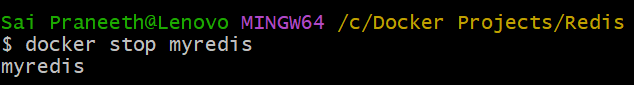 Sai Praneeth@Lenovo MINGW64 /c/Docker Projects/Redis
$ docker stop myredis
myredis